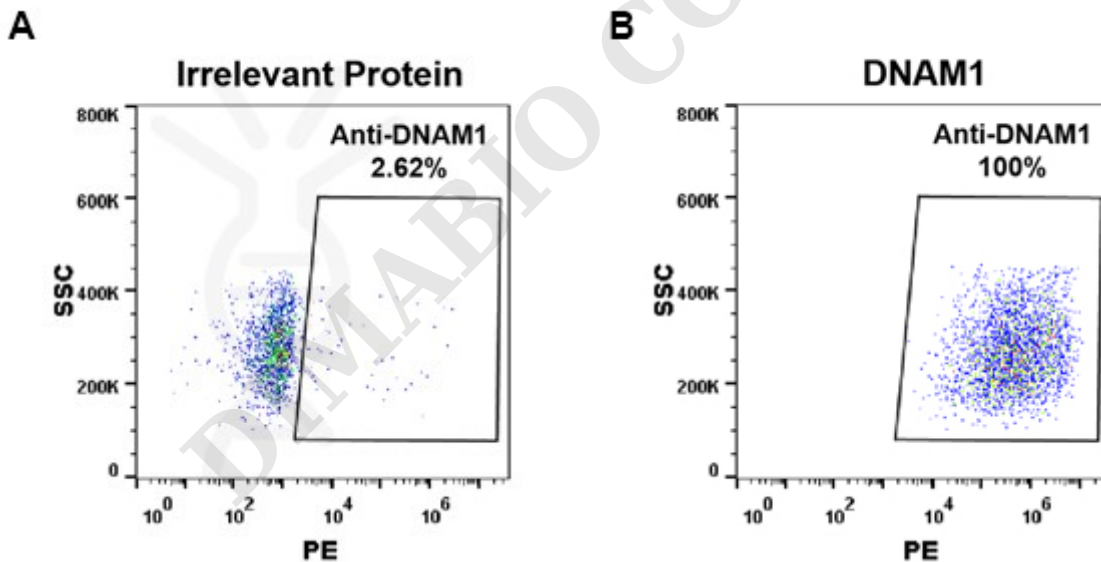 A
B
Irrelevant Protein
DNAM1
800K
600K
400K
200K
0
SSC
Anti-DNAM1
2.62%
10^0
10^2
10^4
10^6
PE
800K
600K
400K
200K
0
SSC
Anti-DNAM1
100%
10^0
10^2
10^4
10^6
PE
DIMABIO CO